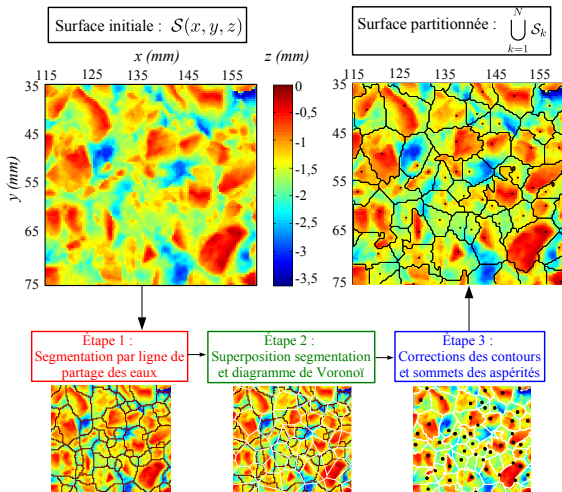 Surface initiale : S(x, y, z)
Surface partitionnée : ⋃_{k=1}^{N} S_k
x (mm)
z (mm)
x (mm)
115 125 135 145 155
115 125 135 145 155
35
45
55
65
75
y (mm)
0
-0,5
-1
-1,5
-2
-2,5
-3
-3,5
35
45
55
65
75
Étape 1 :
Segmentation par ligne de
partage des eaux
Étape 2 :
Superposition segmentation
et diagramme de Voronoï
Étape 3 :
Corrections des contours
et sommets des aspérités